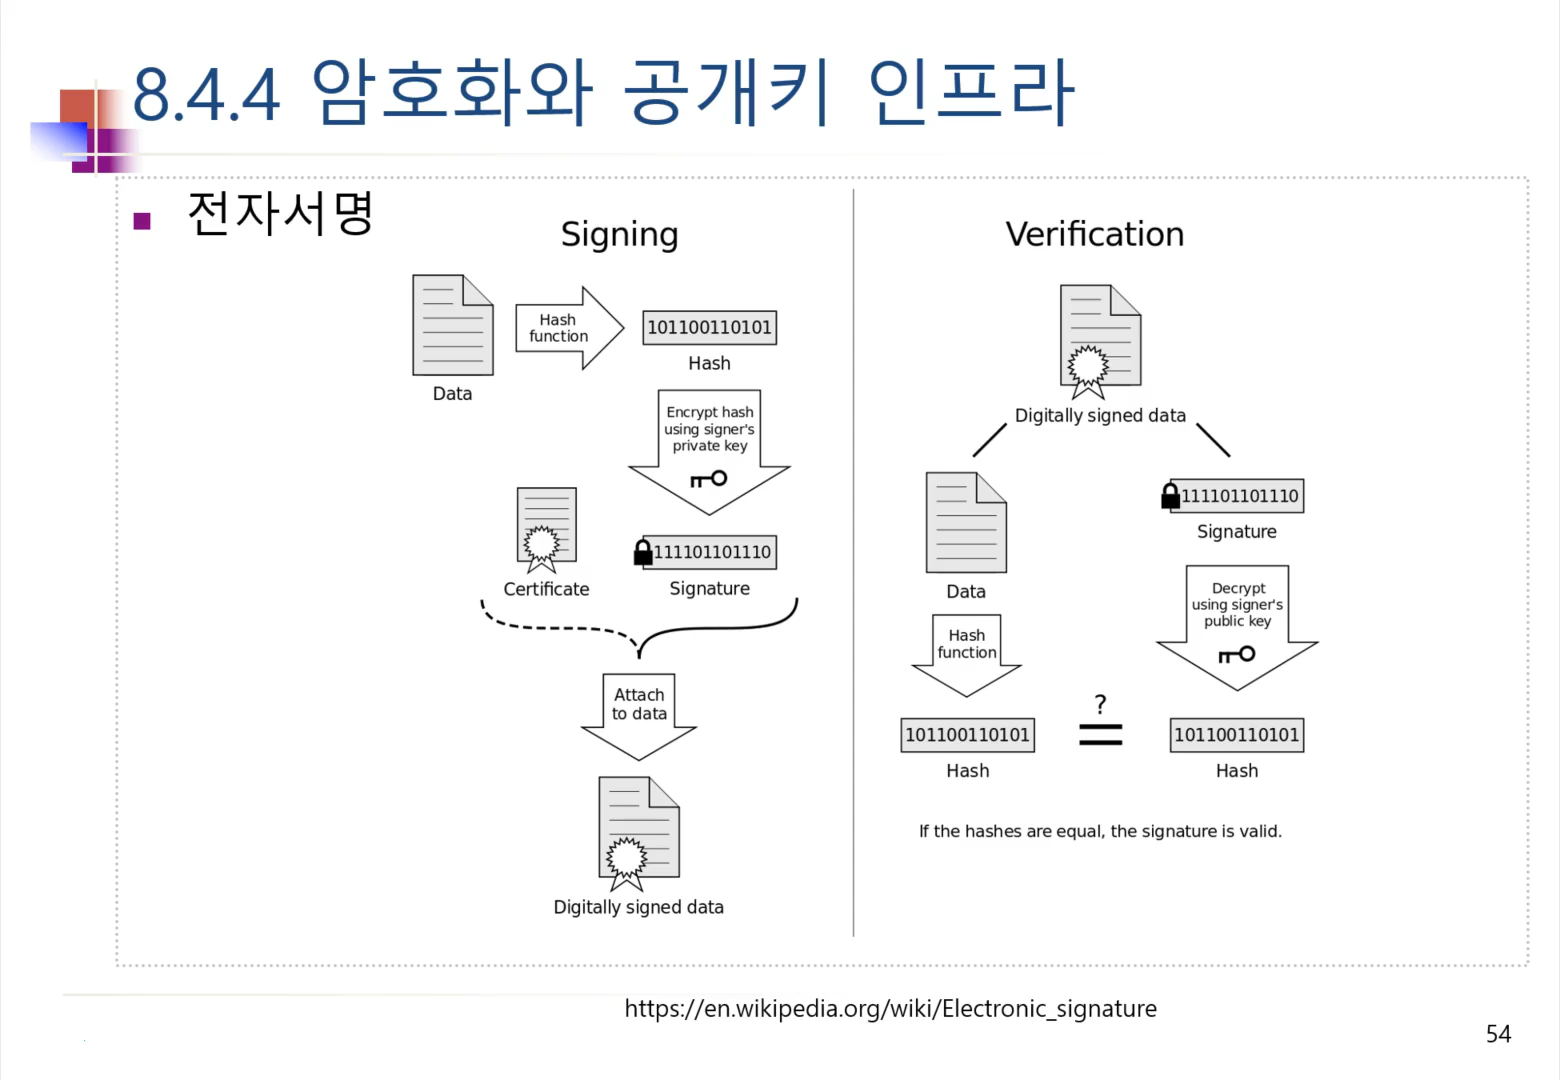 8.4.4 암호화와 공개키 인프라
전자서명
Signing
Data
Hash
function
101100110101
Hash
Encrypt hash
using signer's
private key
Certificate
111101101110
Signature
Attach
to data
Digitally signed data
Verification
Digitally signed data
Data
111101101110
Signature
Hash
function
Decrypt
using signer's
public key
101100110101
Hash
?
101100110101
Hash
If the hashes are equal, the signature is valid.
https://en.wikipedia.org/wiki/Electronic_signature
54